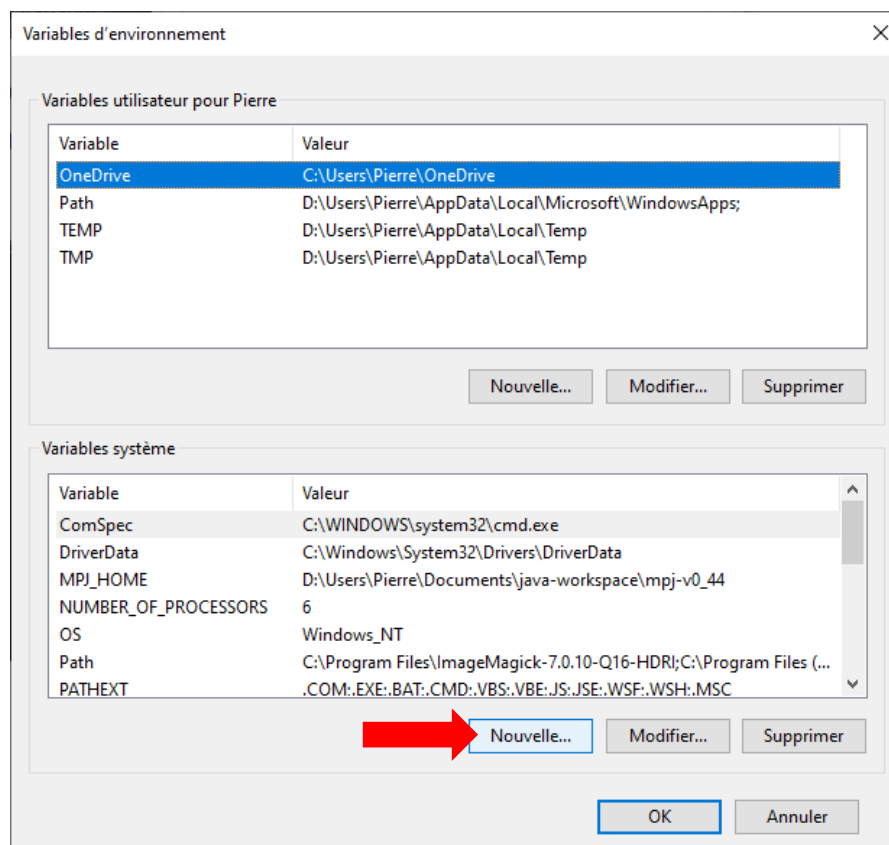 Variables d'environnement
Variables utilisateur pour Pierre
Variable Valeur
OneDrive C:\Users\Pierre\OneDrive
Path D:\Users\Pierre\AppData\Local\Microsoft\WindowsApps;
TEMP D:\Users\Pierre\AppData\Local\Temp
TMP D:\Users\Pierre\AppData\Local\Temp
Nouvelle... Modifier... Supprimer
Variables système
Variable Valeur
ComSpec C:\WINDOWS\system32\cmd.exe
DriverData C:\Windows\System32\Drivers\DriverData
MPJ_HOME D:\Users\Pierre\Documents\java-workspace\mpj-v0_44
NUMBER_OF_PROCESSORS 6
OS Windows_NT
Path C:\Program Files\ImageMagick-7.0.10-Q16-HDRI;C:\Program Files (...
PATHEXT .COM;.EXE;.BAT;.CMD;.VBS;.VBE;.JS;.JSE;.WSF;.WSH;.MSC
Nouvelle... Modifier... Supprimer
OK Annuler